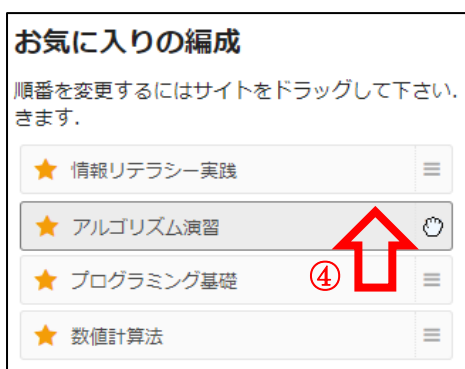 お気に入りの編成
順番を変更するにはサイトをドラッグして下さい.
きます.
情報リテラシー実践
アルゴリズム演習
プログラミング基礎
④
数値計算法